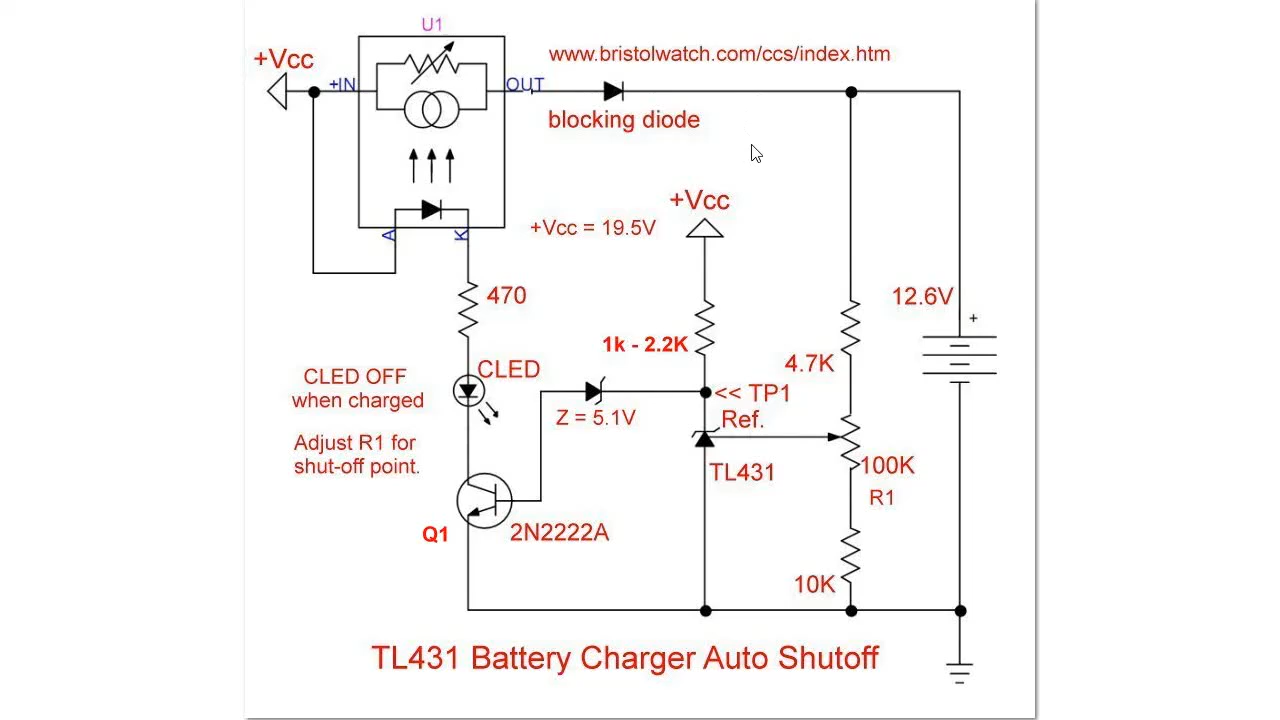 U1
www.bristolwatch.com/ccs/index.htm
+Vcc
+IN
OUT
blocking diode
+Vcc
+Vcc = 19.5V
A
K
470
12.6V
+
1k - 2.2K
4.7K
CLED
CLED OFF
when charged
<< TP1
Z = 5.1V
Ref.
Adjust R1 for
shut-off point.
TL431
100K
R1
Q1
2N2222A
10K
TL431 Battery Charger Auto Shutoff